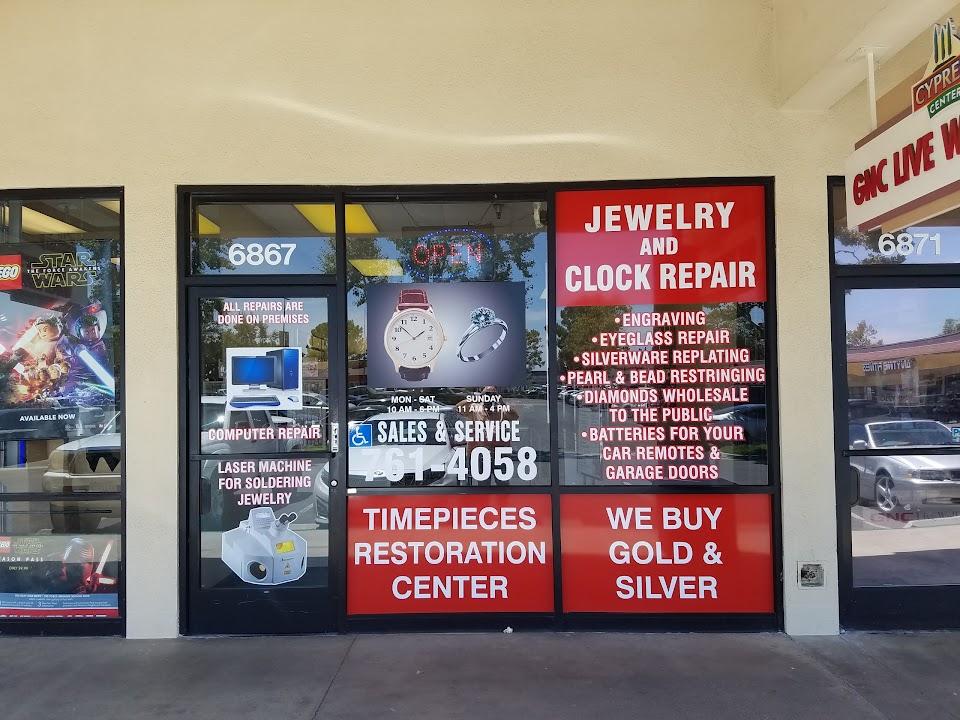 LEGO
STAR
THE FORCE AWAKENS
WARS
AVAILABLE NOW
6867
ALL REPAIRS ARE
DONE ON PREMISES
COMPUTER REPAIR
LASER MACHINE
FOR SOLDERING
JEWELRY
OPEN
MON - SAT
10 AM - 6 PM
SUNDAY
11 AM - 4 PM
SALES & SERVICE
761-4058
TIMEPIECES
RESTORATION
CENTER
JEWELRY
AND
CLOCK REPAIR
• ENGRAVING
• EYEGLASS REPAIR
• SILVERWARE REPLATING
• PEARL & BEAD RESTRINGING
• DIAMONDS WHOLESALE
TO THE PUBLIC
• BATTERIES FOR YOUR
CAR REMOTES &
GARAGE DOORS
WE BUY
GOLD &
SILVER
CYPRE
CENTER
GNC LIVE W
6871